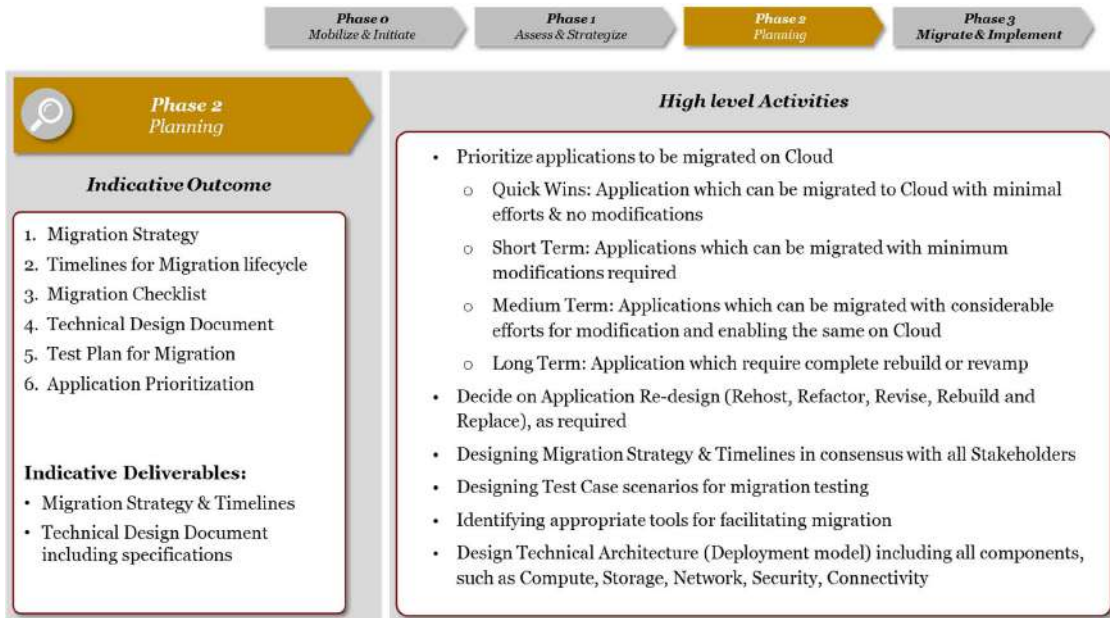 Phase 0
Mobilize & Initiate
Phase 1
Assess & Strategize
Phase 2
Planning
Phase 3
Migrate & Implement
Phase 2
Planning
Indicative Outcome
1. Migration Strategy
2. Timelines for Migration lifecycle
3. Migration Checklist
4. Technical Design Document
5. Test Plan for Migration
6. Application Prioritization
Indicative Deliverables:
• Migration Strategy & Timelines
• Technical Design Document
including specifications
High level Activities
• Prioritize applications to be migrated on Cloud
o Quick Wins: Application which can be migrated to Cloud with minimal
efforts & no modifications
o Short Term: Applications which can be migrated with minimum
modifications required
o Medium Term: Applications which can be migrated with considerable
efforts for modification and enabling the same on Cloud
o Long Term: Application which require complete rebuild or revamp
• Decide on Application Re-design (Rehost, Refactor, Revise, Rebuild and
Replace), as required
• Designing Migration Strategy & Timelines in consensus with all Stakeholders
• Designing Test Case scenarios for migration testing
• Identifying appropriate tools for facilitating migration
• Design Technical Architecture (Deployment model) including all components,
such as Compute, Storage, Network, Security, Connectivity